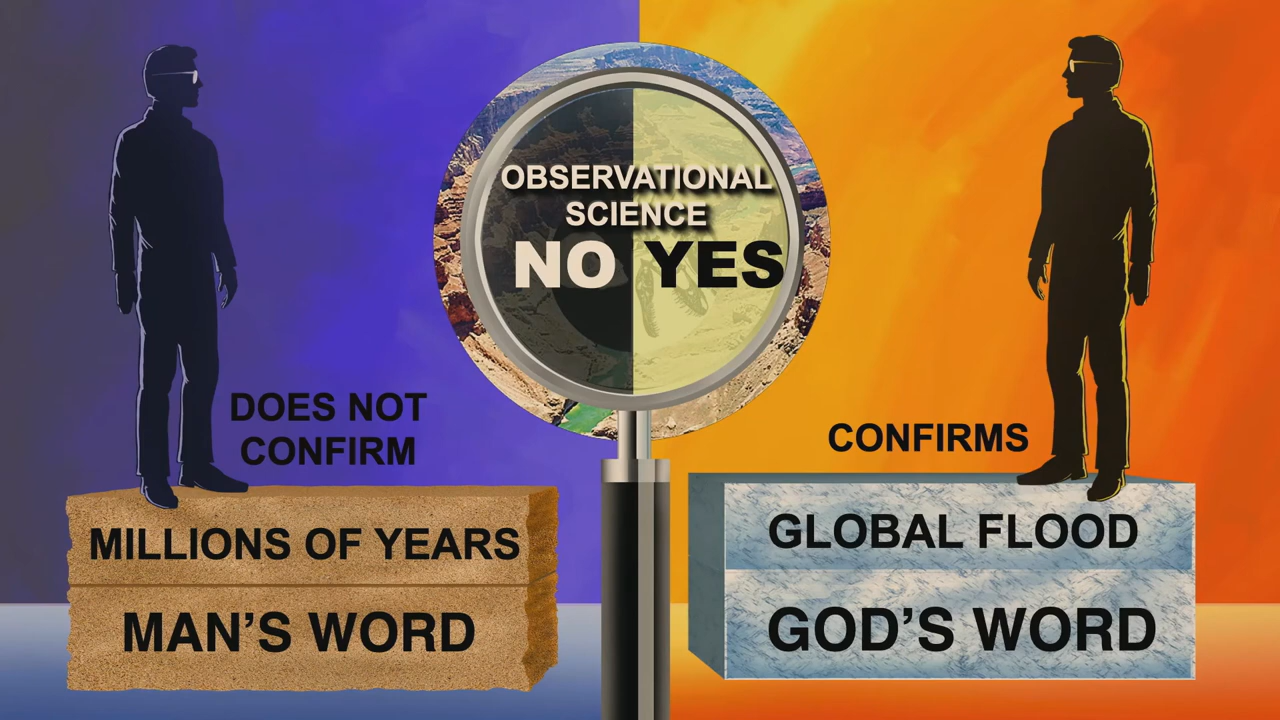 OBSERVATIONAL
SCIENCE
NO YES
DOES NOT
CONFIRM
MILLIONS OF YEARS
MAN’S WORD
CONFIRMS
GLOBAL FLOOD
GOD’S WORD